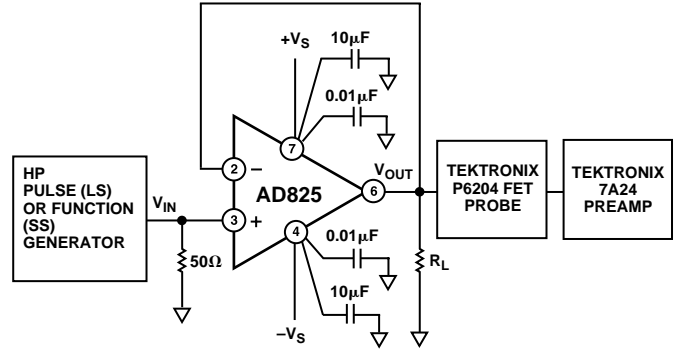 10μF
+VS
0.01μF
7
HP
PULSE (LS)
OR FUNCTION
(SS)
GENERATOR
VIN
50Ω
2
–
3
+
AD825
6
VOUT
TEKTRONIX
P6204 FET
PROBE
TEKTRONIX
7A24
PREAMP
4
0.01μF
10μF
–VS
RL